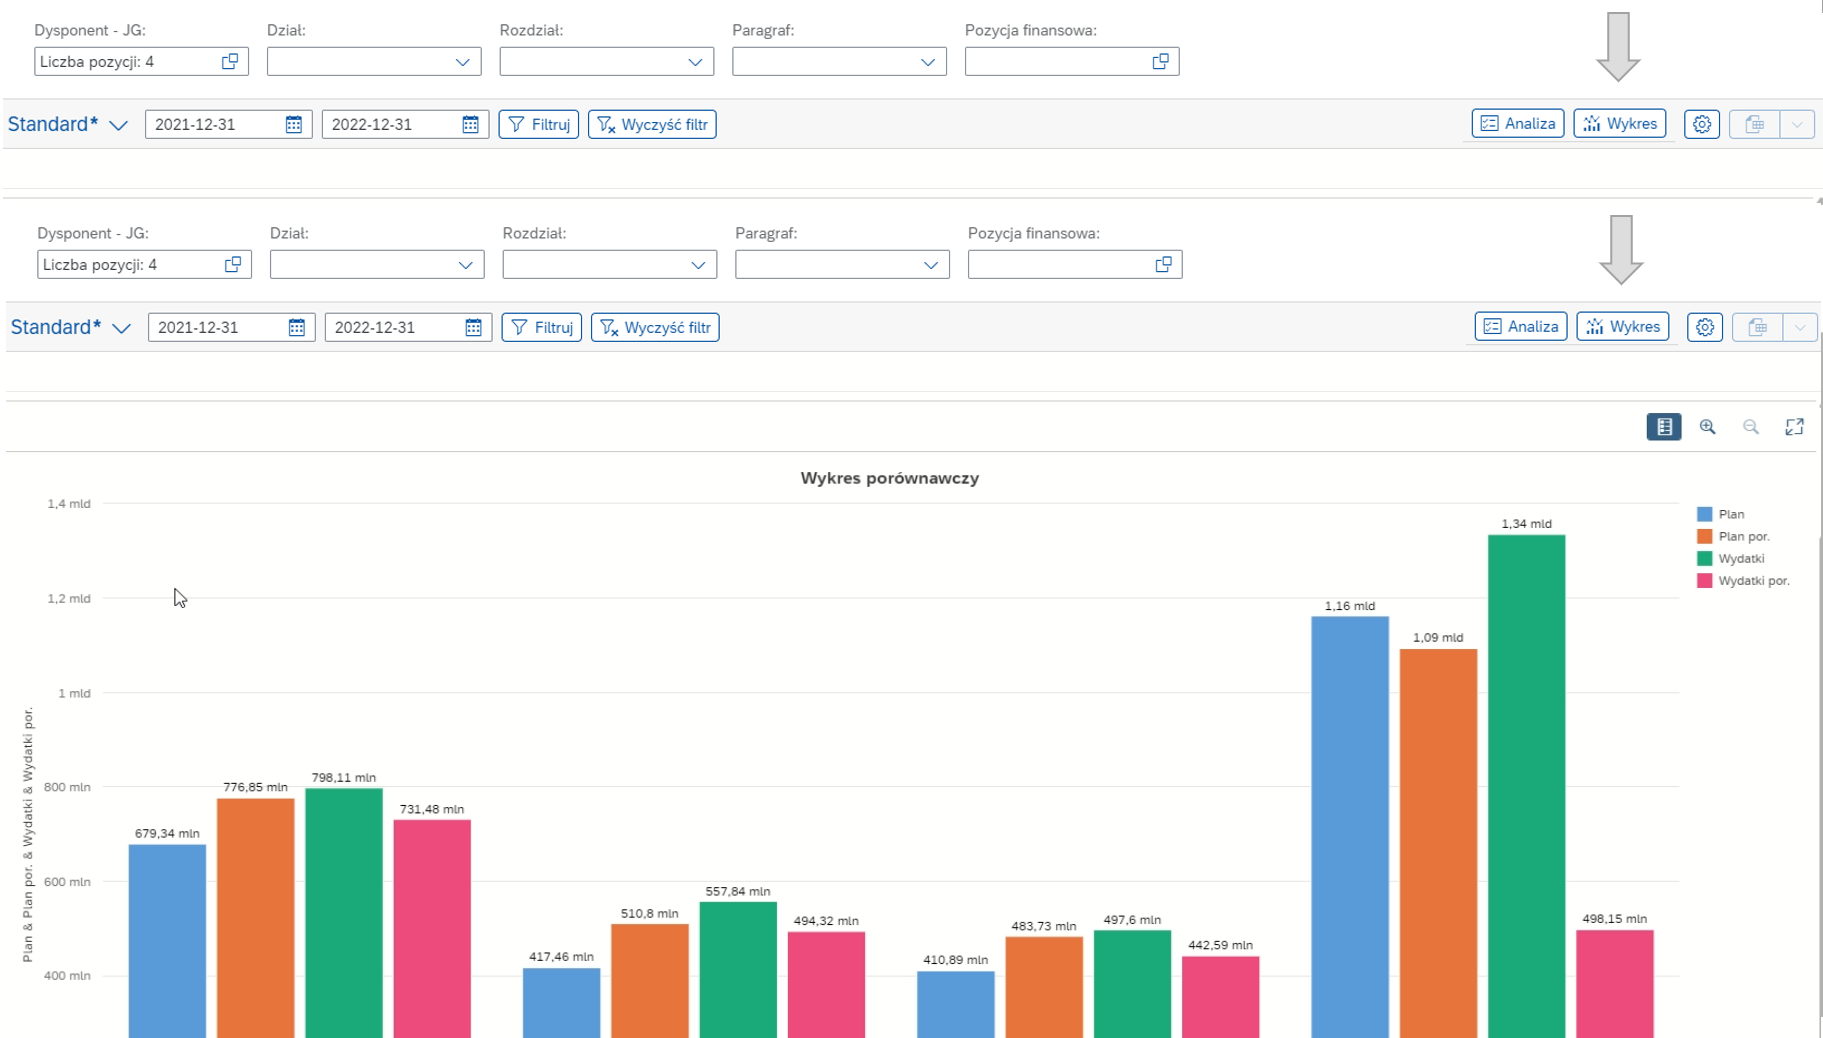 Dysponent - JG: Dział: Rozdział: Paragraf: Pozycja finansowa:
Liczba pozycji: 4
Standard* 2021-12-31 2022-12-31 Filtruj Wyczyść filtr Analiza Wykres
Dysponent - JG: Dział: Rozdział: Paragraf: Pozycja finansowa:
Liczba pozycji: 4
Standard* 2021-12-31 2022-12-31 Filtruj Wyczyść filtr Analiza Wykres
Wykres porównawczy
Plan & Plan por. & Wydatki & Wydatki por.
1,4 mld
1,2 mld
1 mld
800 mln
600 mln
400 mln
679,34 mln
776,85 mln
798,11 mln
731,48 mln
417,46 mln
510,8 mln
557,84 mln
494,32 mln
410,89 mln
483,73 mln
497,6 mln
442,59 mln
1,16 mld
1,09 mld
1,34 mld
498,15 mln
Plan
Plan por.
Wydatki
Wydatki por.